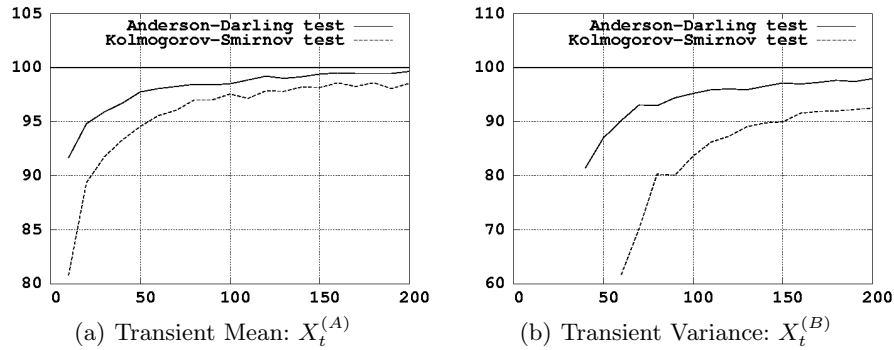 105
100
95
90
85
80
0 50 100 150 200
Anderson-Darling test
Kolmogorov-Smirnov test
(a) Transient Mean: $X_t^{(A)}$
110
100
90
80
70
60
0 50 100 150 200
Anderson-Darling test
Kolmogorov-Smirnov test
(b) Transient Variance: $X_t^{(B)}$